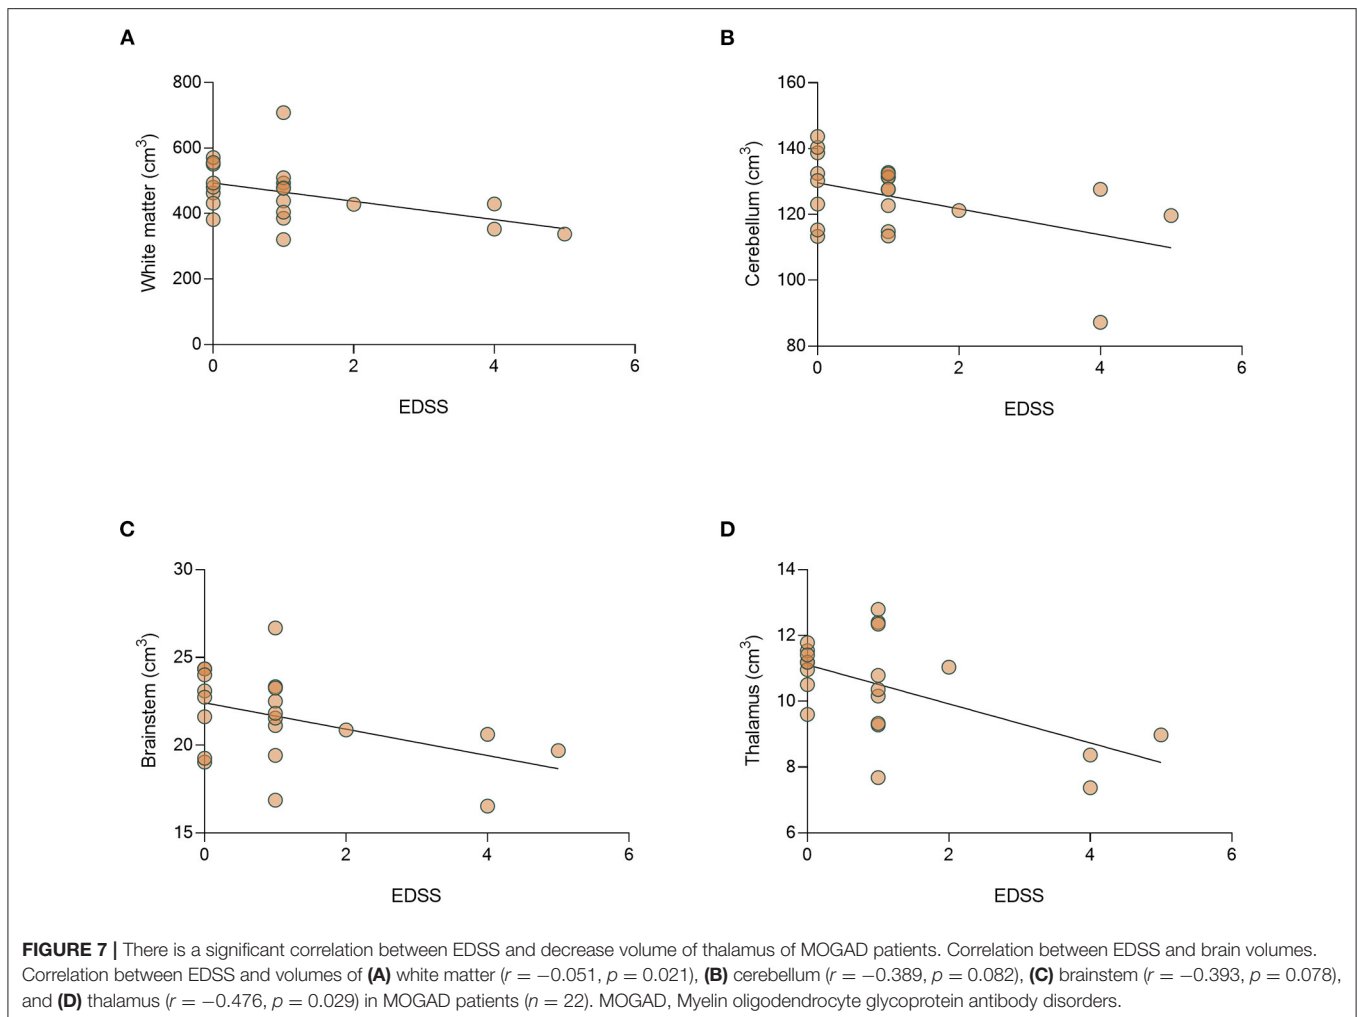 A
800
600
400
200
0
0 2 4 6
White matter (cm³)
EDSS
B
160
140
120
100
80
0 2 4 6
Cerebellum (cm³)
EDSS
C
30
25
20
15
0 2 4 6
Brainstem (cm³)
EDSS
D
14
12
10
8
6
0 2 4 6
Thalamus (cm³)
EDSS
FIGURE 7 | There is a significant correlation between EDSS and decrease volume of thalamus of MOGAD patients. Correlation between EDSS and brain volumes.
Correlation between EDSS and volumes of (A) white matter (r = −0.051, p = 0.021), (B) cerebellum (r = −0.389, p = 0.082), (C) brainstem (r = −0.393, p = 0.078),
and (D) thalamus (r = −0.476, p = 0.029) in MOGAD patients (n = 22). MOGAD, Myelin oligodendrocyte glycoprotein antibody disorders.